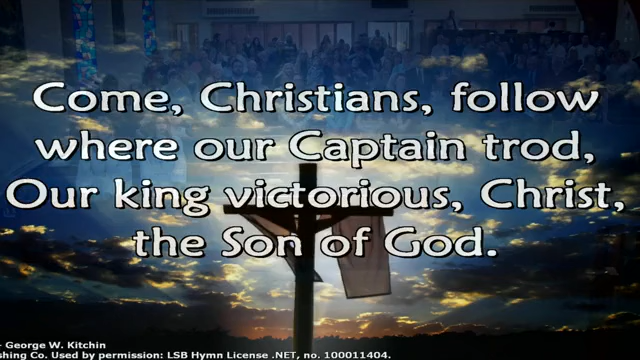 Come, Christians, follow
where our Captain trod,
Our king victorious, Christ,
the Son of God.
George W. Kitchin
shing Co. Used by permission: LSB Hymn License .NET, no. 100011404.